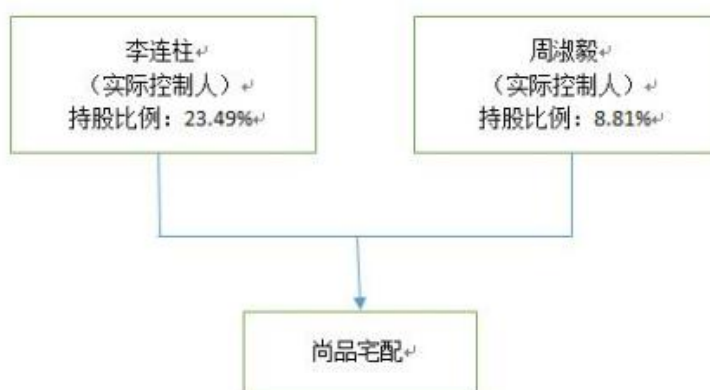 李连柱
（实际控制人）
持股比例：23.49%
周淑毅
（实际控制人）
持股比例：8.81%
尚品宅配